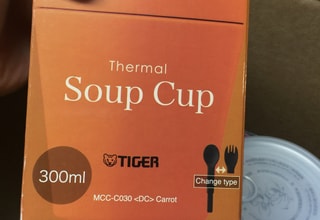 Thermal
Soup Cup
300ml
TIGER
Change type
MCC-C030 <DC> Carrot